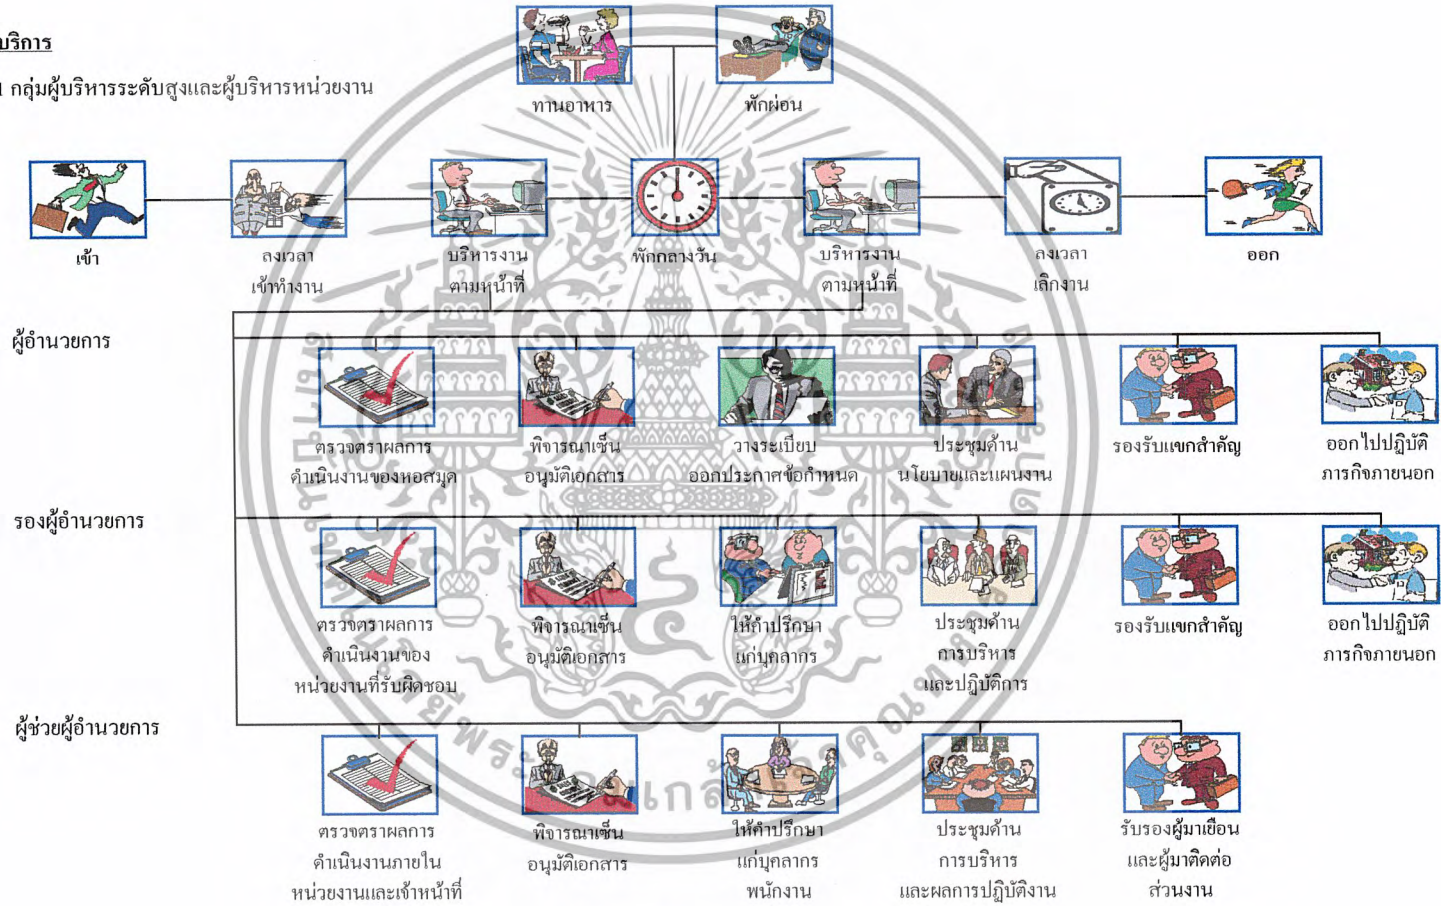 บริการ
1 กลุ่มผู้บริหารระดับสูงและผู้บริหารหน่วยงาน
ทานอาหาร
พักผ่อน
เข้า
ลงเวลา
เข้าทำงาน
บริหารงาน
ตามหน้าที่
พักกลางวัน
บริหารงาน
ตามหน้าที่
ลงเวลา
เลิกงาน
ออก
ผู้อำนวยการ
ตรวจตราผลการ
ดำเนินงานของหอสมุด
พิจารณาเซ็น
อนุมัติเอกสาร
วางระเบียบ
ออกประกาศข้อกำหนด
ประชุมด้าน
นโยบายและแผนงาน
รองรับแขกสำคัญ
ออกไปปฏิบัติ
ภารกิจภายนอก
รองผู้อำนวยการ
ตรวจตราผลการ
ดำเนินงานของ
หน่วยงานที่รับผิดชอบ
พิจารณาเซ็น
อนุมัติเอกสาร
ให้คำปรึกษา
แก่บุคลากร
ประชุมด้าน
การบริหาร
และปฏิบัติการ
รองรับแขกสำคัญ
ออกไปปฏิบัติ
ภารกิจภายนอก
ผู้ช่วยผู้อำนวยการ
ตรวจตราผลการ
ดำเนินงานภายใน
หน่วยงานและเจ้าหน้าที่
พิจารณาเซ็น
อนุมัติเอกสาร
ให้คำปรึกษา
แก่บุคลากร
พนักงาน
ประชุมด้าน
การบริหาร
และผลการปฏิบัติงาน
รับรองผู้มาเยือน
และผู้มาติดต่อ
ส่วนงาน